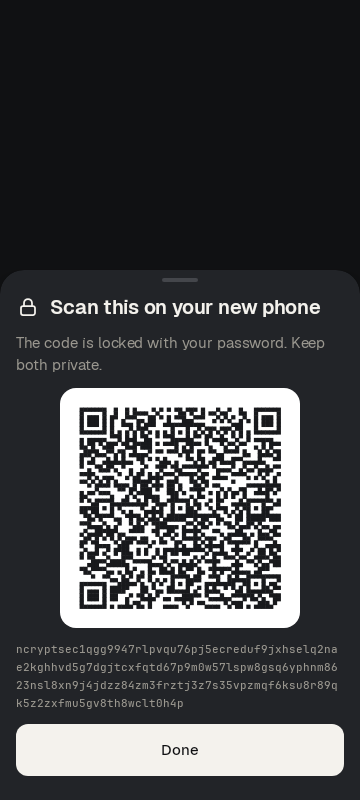 Scan this on your new phone
The code is locked with your password. Keep
both private.
ncryptsec1qgg9947rlpvqu76pj5ecreduf9jxhselq2na
e2kghhvd5g7dgjtcxfqtd67p9m0w57lspw8gsq6yphnm86
23nsl8xn9j4jdzz84zm3frztj3z7s35vpzmqf6ksu8r89q
k5z2zxfmu5gv8th8wclt0h4p
Done